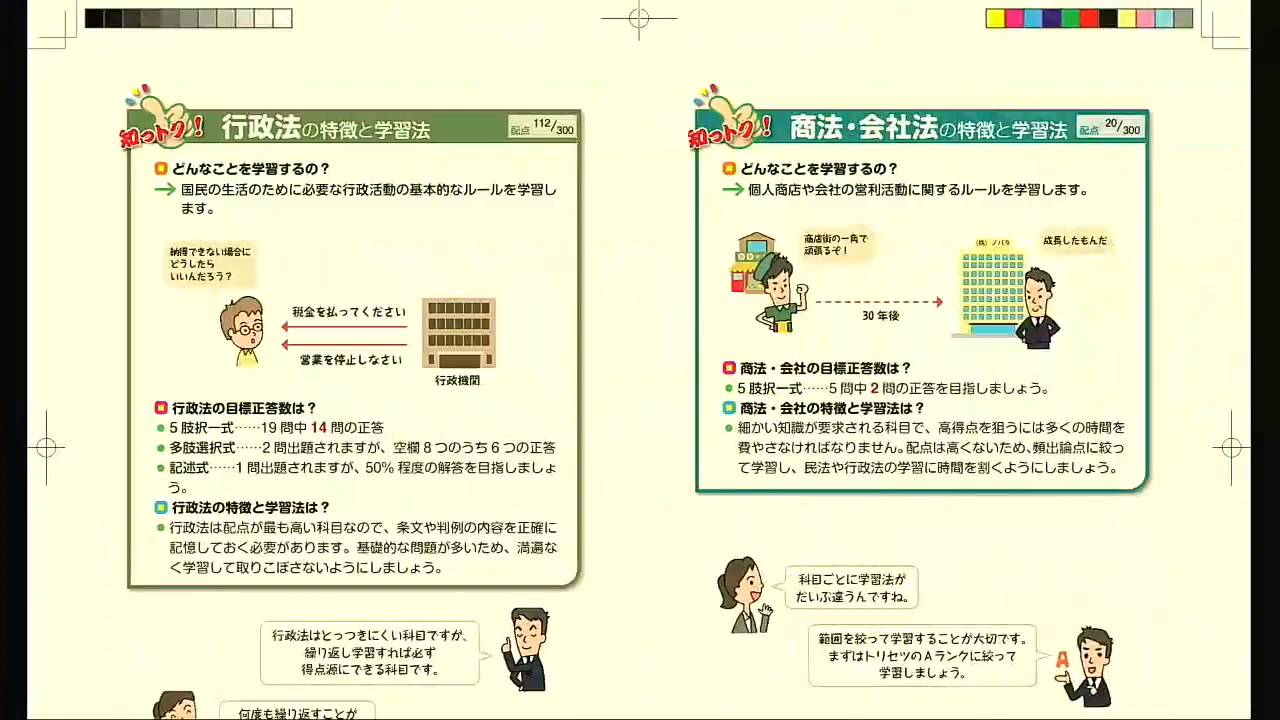 知っトク!
行政法の特徴と学習法
配点 112/300
どんなことを学習するの?
国民の生活のために必要な行政活動の基本的なルールを学習し
ます。
納得できない場合に
どうしたら
いいんだろう?
税金を払ってください
営業を停止しなさい
行政機関
行政法の目標正答数は?
5肢択一式……19問中14問の正答
多肢選択式……2問出題されますが、空欄8つのうち6つの正答
記述式……1問出題されますが、50%程度の解答を目指しましょ
う。
行政法の特徴と学習法は?
行政法は配点が最も高い科目なので、条文や判例の内容を正確に
記憶しておく必要があります。基礎的な問題が多いため、満遍な
く学習して取りこぼさないようにしましょう。
行政法はとっつきにくい科目ですが、
繰り返し学習すれば必ず
得点源にできる科目です。
何度も繰り返すことが
知っトク!
商法・会社法の特徴と学習法
配点 20/300
どんなことを学習するの?
個人商店や会社の営利活動に関するルールを学習します。
商店街の一角で
頑張るぞ!
30年後
(株)ノバタ
成長したもんだ
商法・会社の目標正答数は?
5肢択一式……5問中2問の正答を目指しましょう。
商法・会社の特徴と学習法は?
細かい知識が要求される科目で、高得点を狙うには多くの時間を
費やさなければなりません。配点は高くないため、頻出論点に絞っ
て学習し、民法や行政法の学習に時間を割くようにしましょう。
科目ごとに学習法が
だいぶ違うんですね。
範囲を絞って学習することが大切です。
まずはトリセツのAランクに絞って
学習しましょう。
A